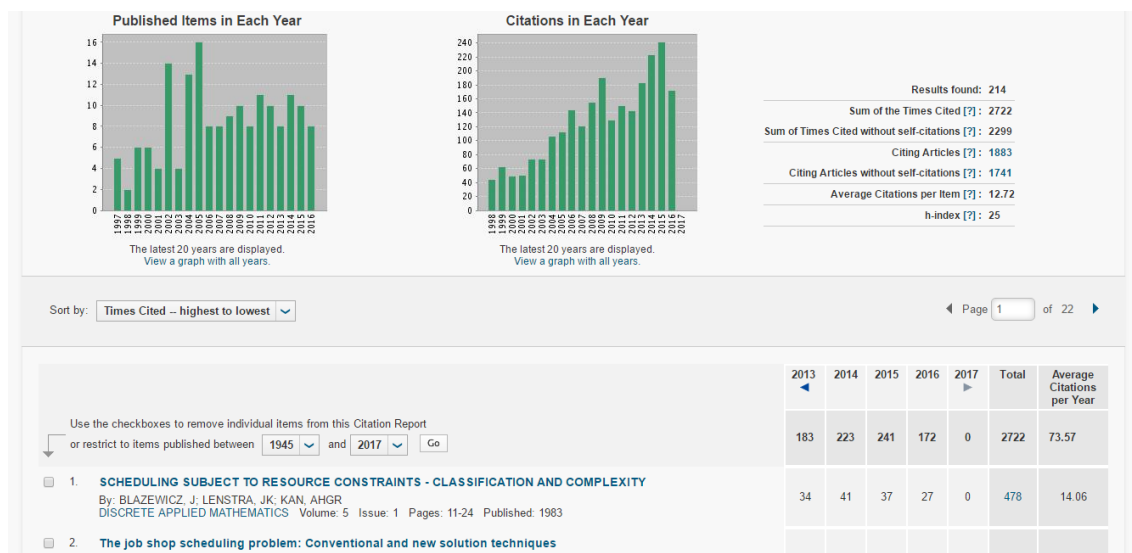 Published Items in Each Year
16
14
12
10
8
6
4
2
0
1997
1998
1999
2000
2001
2002
2003
2004
2005
2006
2007
2008
2009
2010
2011
2012
2013
2014
2015
2016
The latest 20 years are displayed.
View a graph with all years.
Citations in Each Year
240
220
200
180
160
140
120
100
80
60
40
20
0
1998
1999
2000
2001
2002
2003
2004
2005
2006
2007
2008
2009
2010
2011
2012
2013
2014
2015
2016
2017
The latest 20 years are displayed.
View a graph with all years.
Results found: 214
Sum of the Times Cited [?] : 2722
Sum of Times Cited without self-citations [?] : 2299
Citing Articles [?] : 1883
Citing Articles without self-citations [?] : 1741
Average Citations per Item [?] : 12.72
h-index [?] : 25
Sort by: Times Cited -- highest to lowest
Page 1 of 22
2013 2014 2015 2016 2017 Total Average
Citations
per Year
Use the checkboxes to remove individual items from this Citation Report
or restrict to items published between 1945 and 2017 Go
183 223 241 172 0 2722 73.57
1. SCHEDULING SUBJECT TO RESOURCE CONSTRAINTS - CLASSIFICATION AND COMPLEXITY
By: BLAZEWICZ, J; LENSTRA, JK; KAN, AHGR
DISCRETE APPLIED MATHEMATICS Volume: 5 Issue: 1 Pages: 11-24 Published: 1983
34 41 37 27 0 478 14.06
2. The job shop scheduling problem: Conventional and new solution techniques